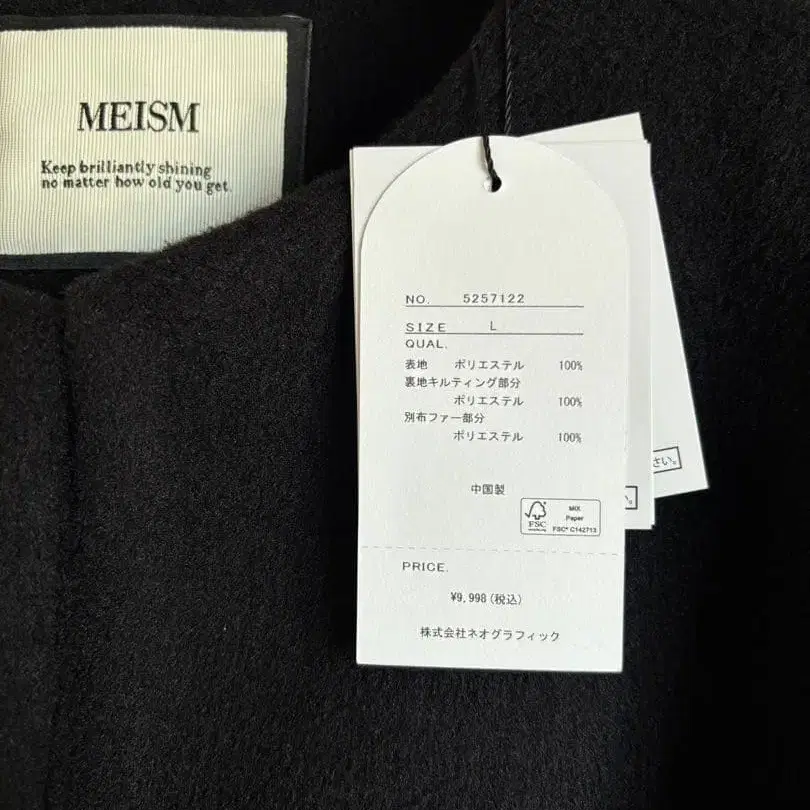 MEISM
Keep brilliantly shining
no matter how old you get.
NO. 5257122
SIZE L
QUAL.
表地 ポリエステル 100%
裏地キルティング部分
ポリエステル 100%
別布ファー部分
ポリエステル 100%
さい。
い。
中国製
FSC
MIX
Paper
FSC® C142713
PRICE.
¥9,998(税込)
株式会社ネオグラフィック